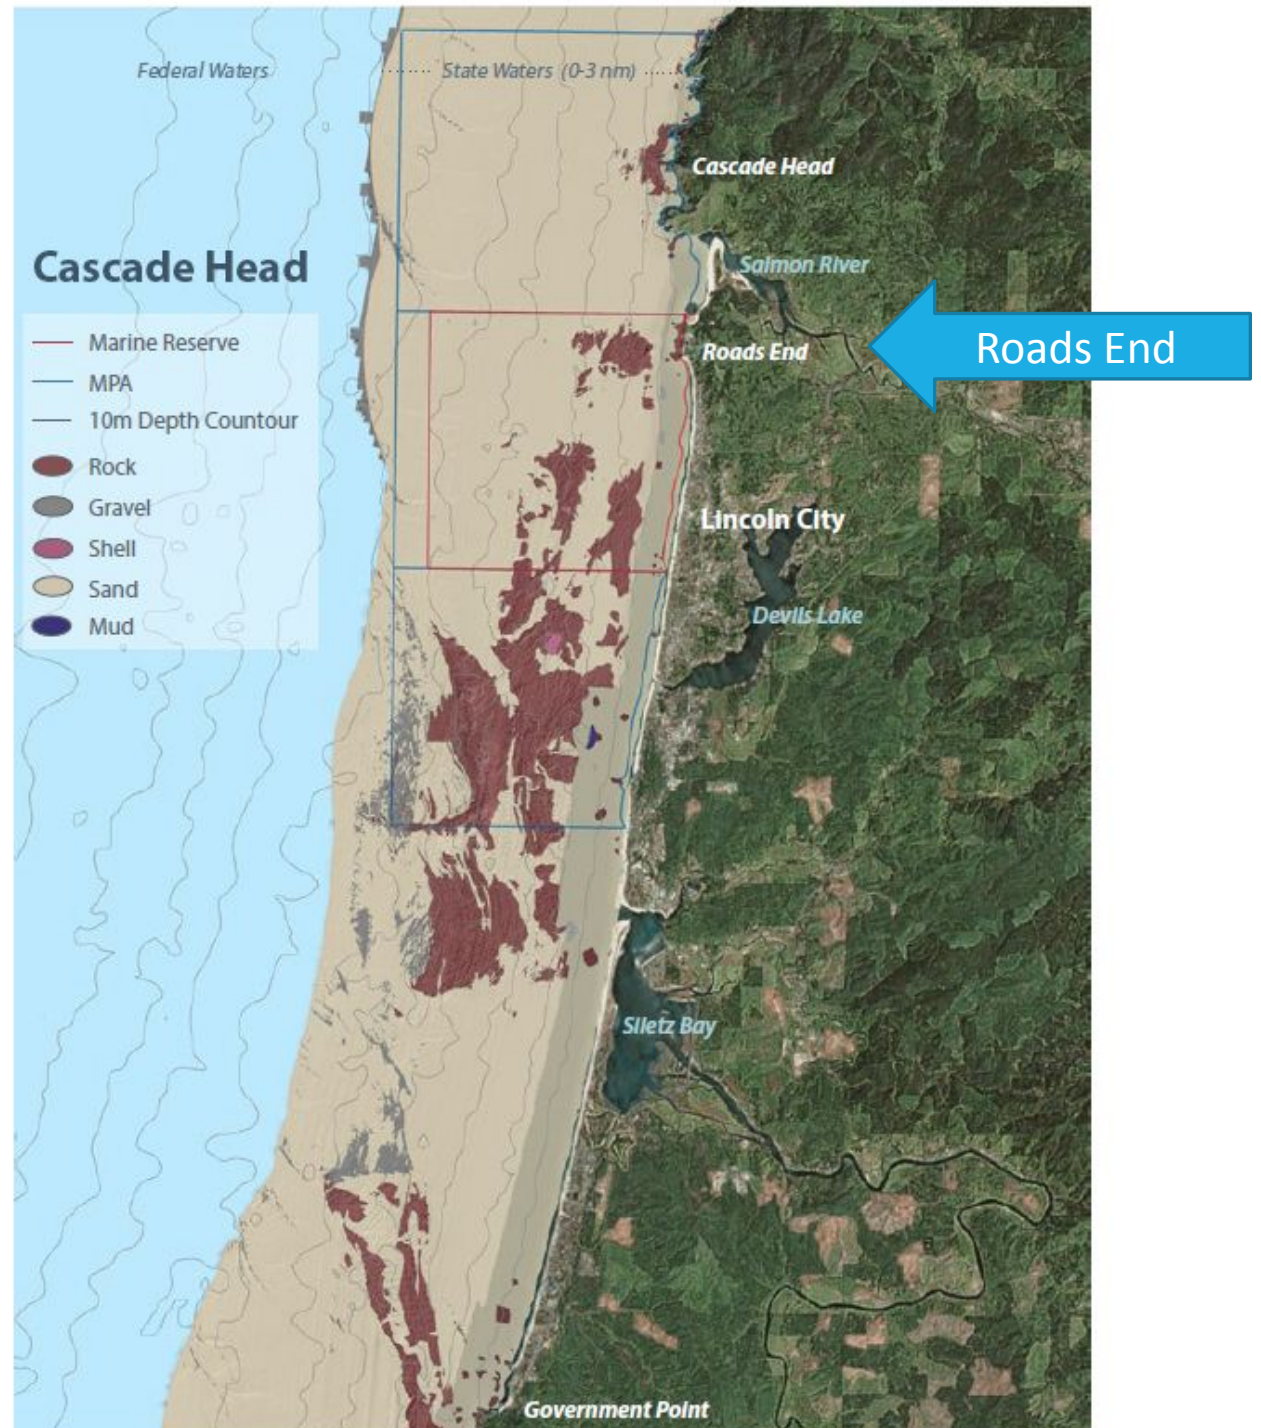 Federal Waters
State Waters (0-3 nm)
Cascade Head
Salmon River
Cascade Head
Marine Reserve
MPA
10m Depth Countour
Rock
Gravel
Shell
Sand
Mud
Roads End
Roads End
Lincoln City
Devils Lake
Siletz Bay
Government Point